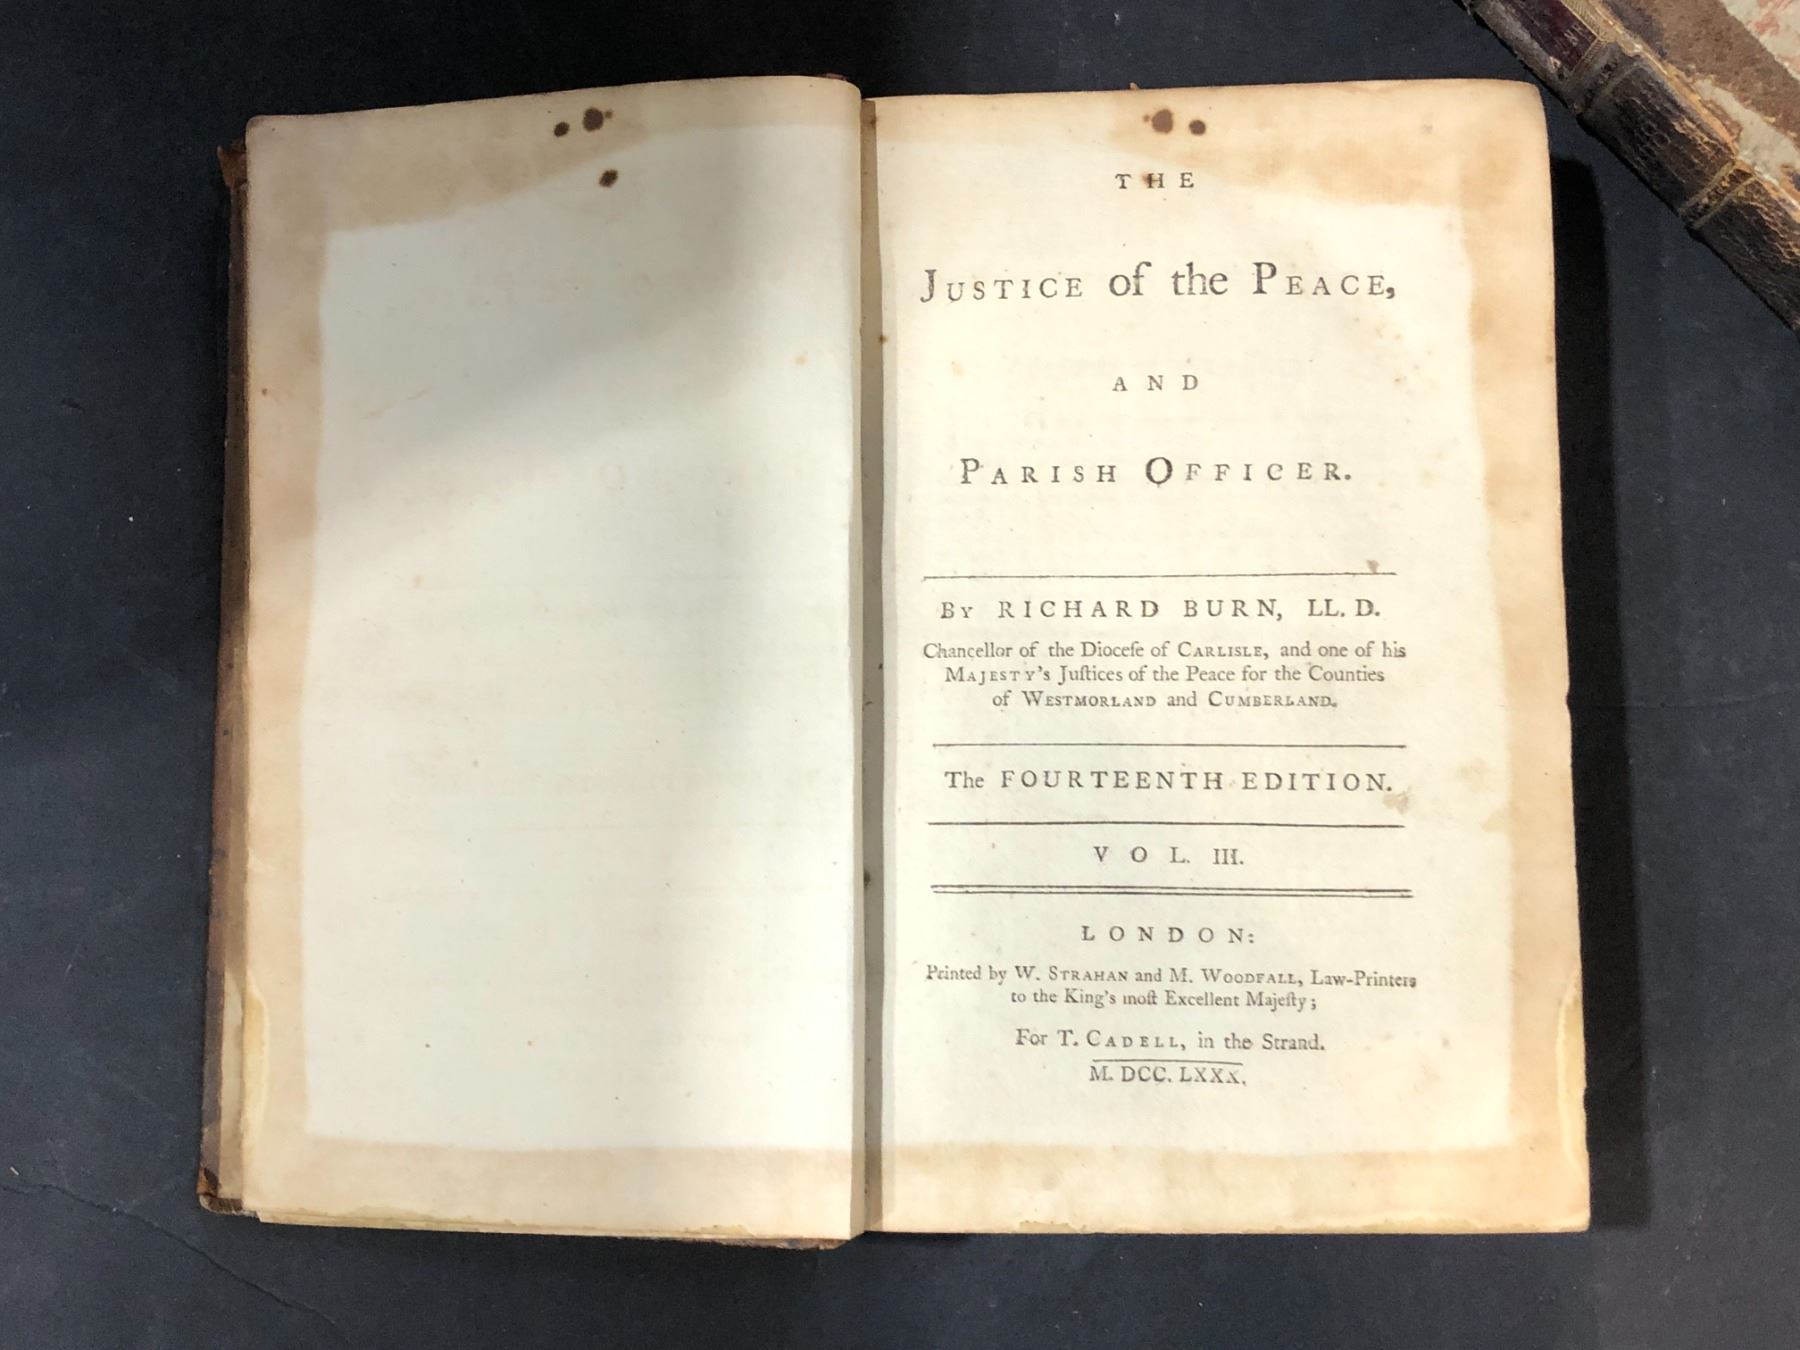 THE
JUSTICE of the PEACE,
AND
PARISH OFFICER.
By RICHARD BURN, LL. D.
Chancellor of the Dioceſe of CARLISLE, and one of his
MAJESTY's Juſtices of the Peace for the Counties
of WESTMORLAND and CUMBERLAND.
The FOURTEENTH EDITION.
VOL. III.
LONDON:
Printed by W. STRAHAN and M. WOODFALL, Law-Printers
to the King's moſt Excellent Majeſty;
For T. CADELL, in the Strand.
M. DCC. LXXX.